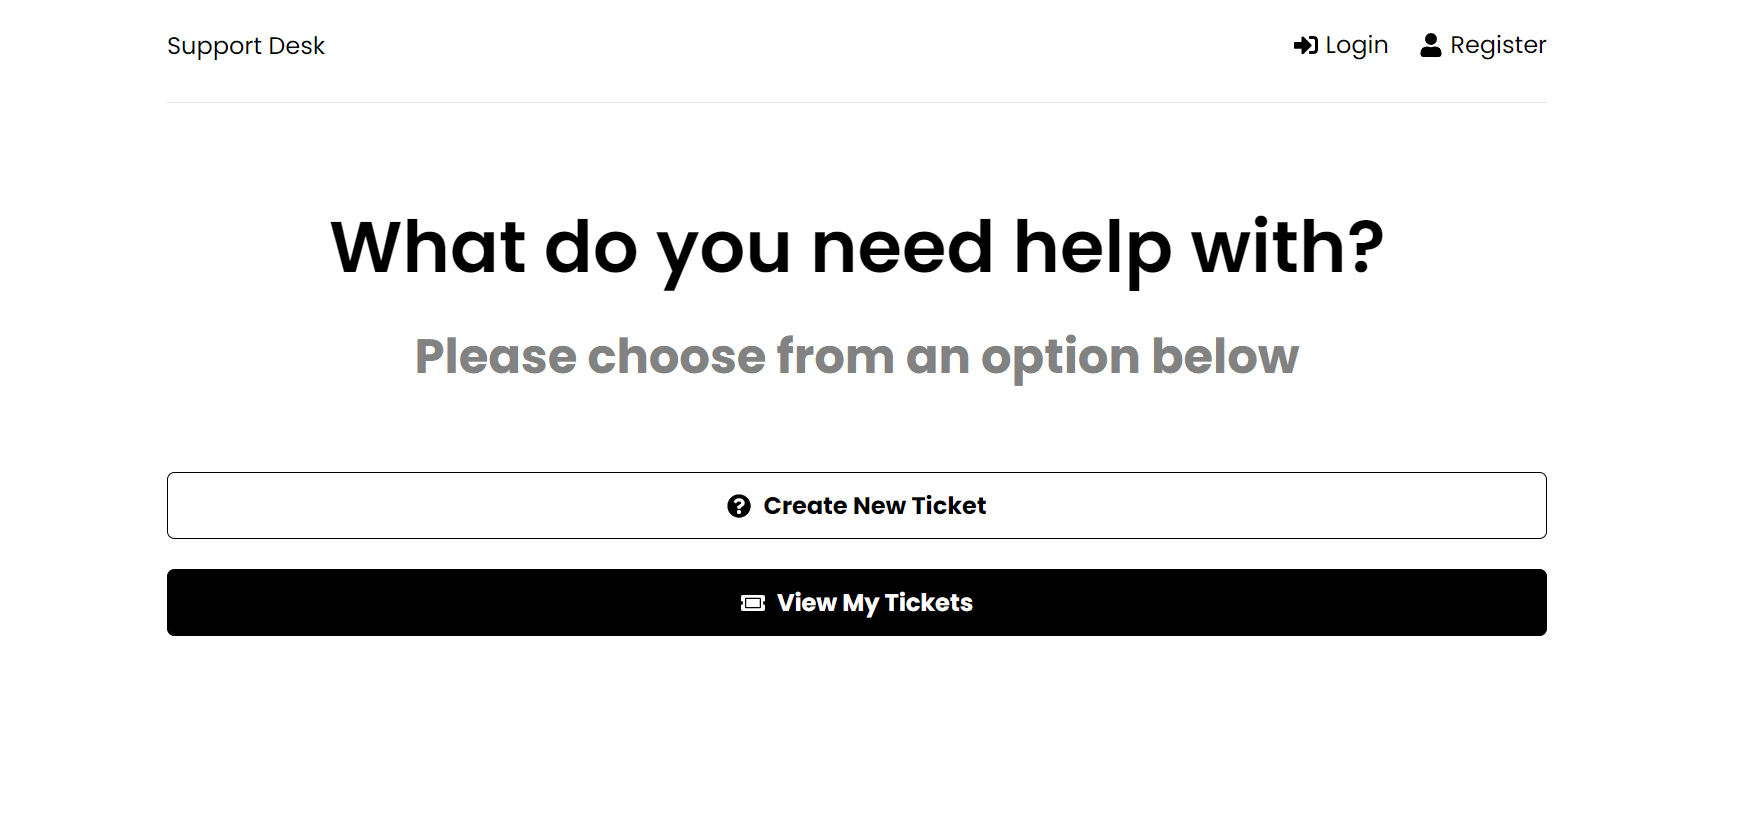 Support Desk
Login
Register
What do you need help with?
Please choose from an option below
Create New Ticket
View My Tickets